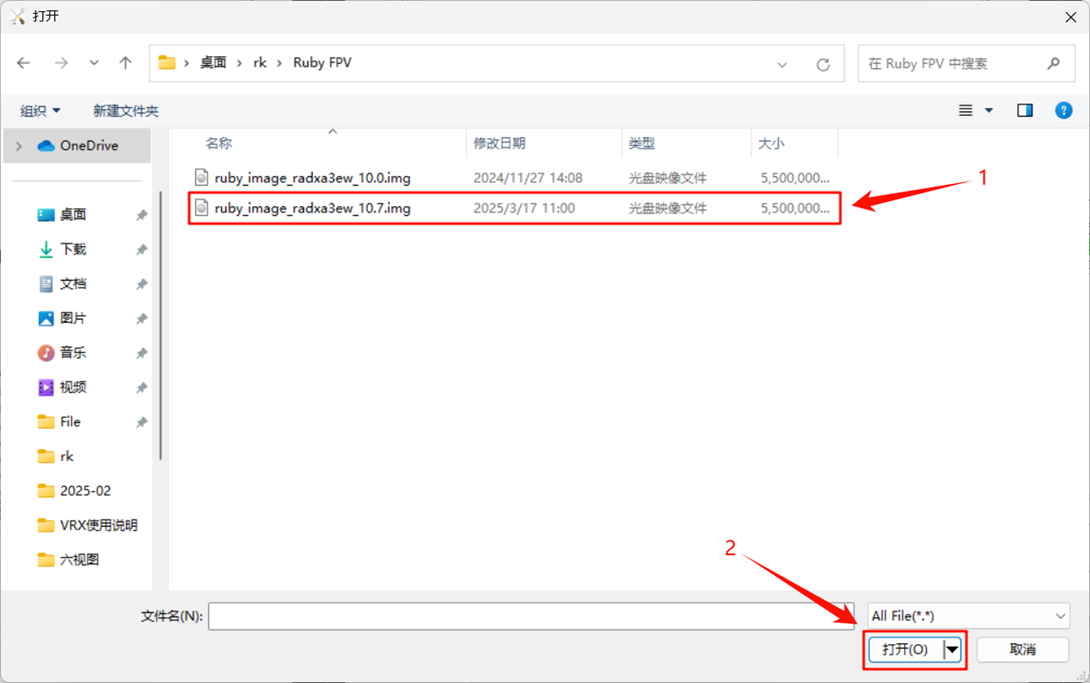 打开
桌面 rk Ruby FPV
在 Ruby FPV 中搜索
组织 新建文件夹
OneDrive
名称 修改日期 类型 大小
ruby_image_radxa3ew_10.0.img 2024/11/27 14:08 光盘映像文件 5,500,000...
ruby_image_radxa3ew_10.7.img 2025/3/17 11:00 光盘映像文件 5,500,000...
1
桌面
下载
文档
图片
音乐
视频
File
rk
2025-02
VRX使用说明
六视图
2
文件名(N):
All File(*.*)
打开(O) 取消